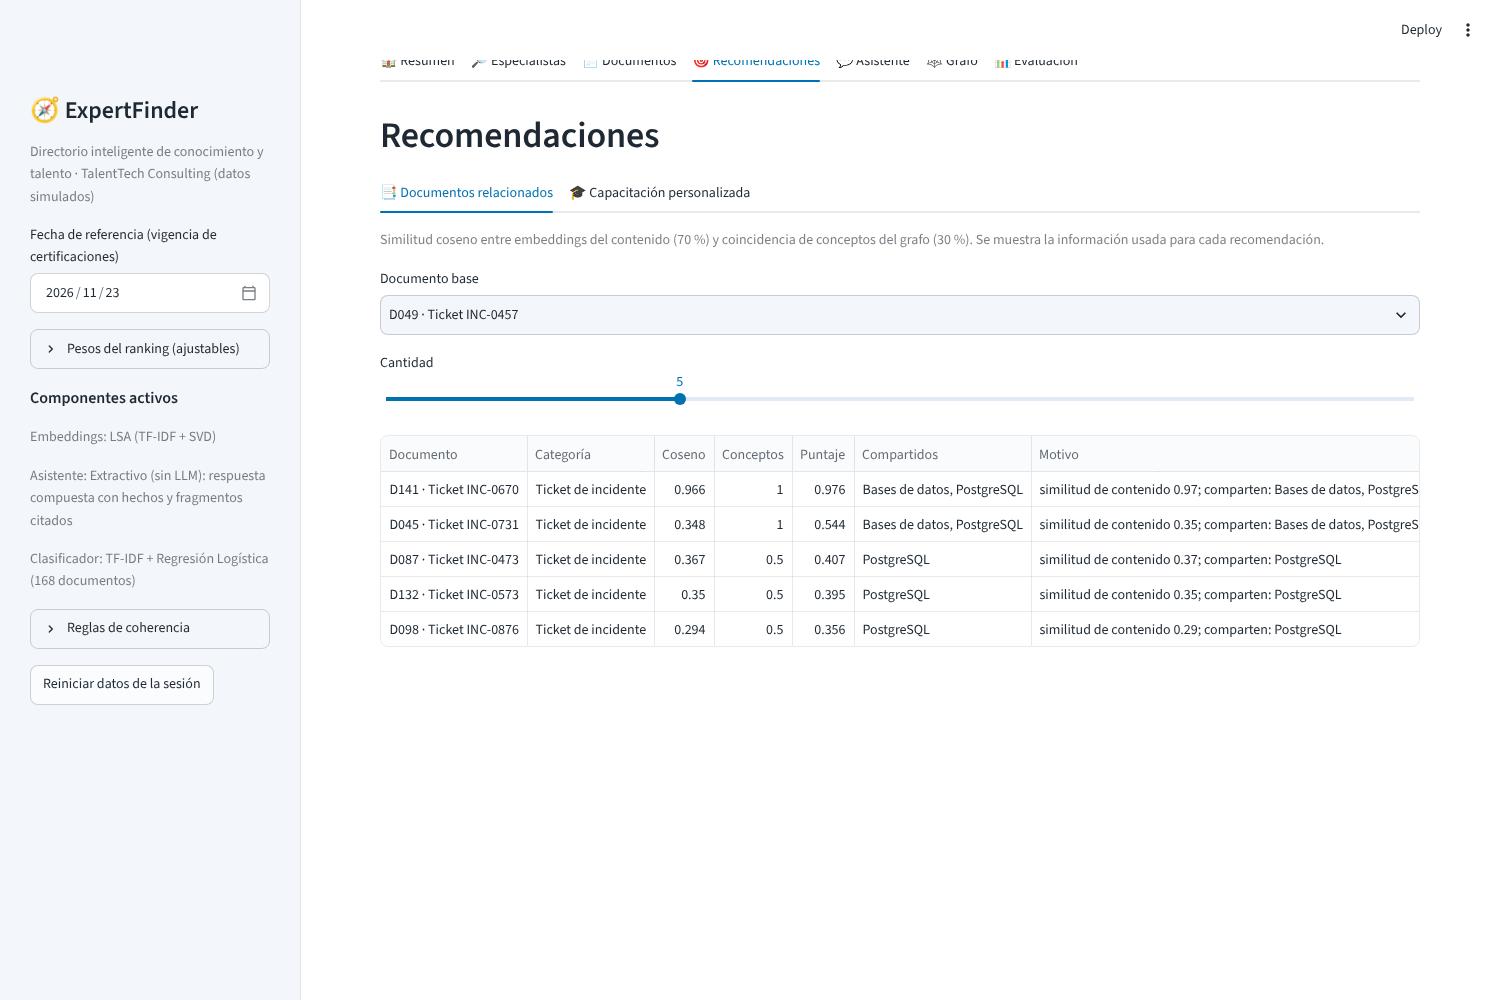 Deploy
Resumen
Especialistas
Documentos
Recomendaciones
Asistente
Grafo
Evaluación
ExpertFinder
Directorio inteligente de conocimiento y
talento · TalentTech Consulting (datos
simulados)
Fecha de referencia (vigencia de
certificaciones)
2026/11/23
Pesos del ranking (ajustables)
Componentes activos
Embeddings: LSA (TF-IDF + SVD)
Asistente: Extractivo (sin LLM): respuesta
compuesta con hechos y fragmentos
citados
Clasificador: TF-IDF + Regresión Logística
(168 documentos)
Reglas de coherencia
Reiniciar datos de la sesión
Recomendaciones
Documentos relacionados
Capacitación personalizada
Similitud coseno entre embeddings del contenido (70 %) y coincidencia de conceptos del grafo (30 %). Se muestra la información usada para cada recomendación.
Documento base
D049 · Ticket INC-0457
Cantidad
5
Documento Categoría Coseno Conceptos Puntaje Compartidos Motivo
D141 · Ticket INC-0670 Ticket de incidente 0.966 1 0.976 Bases de datos, PostgreSQL similitud de contenido 0.97; comparten: Bases de datos, PostgreS
D045 · Ticket INC-0731 Ticket de incidente 0.348 1 0.544 Bases de datos, PostgreSQL similitud de contenido 0.35; comparten: Bases de datos, PostgreS
D087 · Ticket INC-0473 Ticket de incidente 0.367 0.5 0.407 PostgreSQL similitud de contenido 0.37; comparten: PostgreSQL
D132 · Ticket INC-0573 Ticket de incidente 0.35 0.5 0.395 PostgreSQL similitud de contenido 0.35; comparten: PostgreSQL
D098 · Ticket INC-0876 Ticket de incidente 0.294 0.5 0.356 PostgreSQL similitud de contenido 0.29; comparten: PostgreSQL